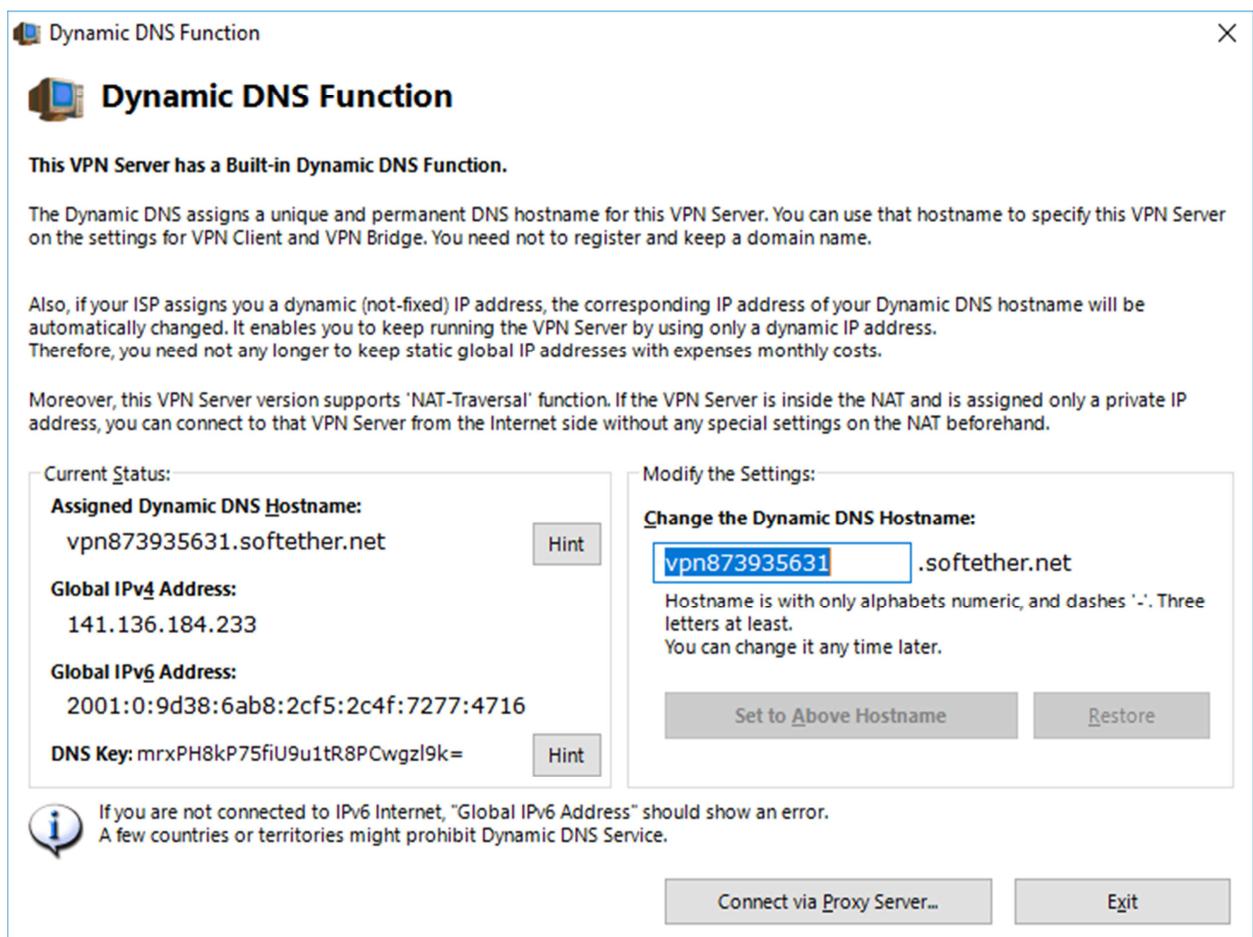 Dynamic DNS Function
Dynamic DNS Function
This VPN Server has a Built-in Dynamic DNS Function.
The Dynamic DNS assigns a unique and permanent DNS hostname for this VPN Server. You can use that hostname to specify this VPN Server
on the settings for VPN Client and VPN Bridge. You need not to register and keep a domain name.
Also, if your ISP assigns you a dynamic (not-fixed) IP address, the corresponding IP address of your Dynamic DNS hostname will be
automatically changed. It enables you to keep running the VPN Server by using only a dynamic IP address.
Therefore, you need not any longer to keep static global IP addresses with expenses monthly costs.
Moreover, this VPN Server version supports 'NAT-Traversal' function. If the VPN Server is inside the NAT and is assigned only a private IP
address, you can connect to that VPN Server from the Internet side without any special settings on the NAT beforehand.
Current Status:
Assigned Dynamic DNS Hostname:
vpn873935631.softether.net
Hint
Global IPv4 Address:
141.136.184.233
Global IPv6 Address:
2001:0:9d38:6ab8:2cf5:2c4f:7277:4716
DNS Key: mrxPH8kP75fiU9u1tR8PCwgzl9k=
Hint
Modify the Settings:
Change the Dynamic DNS Hostname:
vpn873935631 .softether.net
Hostname is with only alphabets numeric, and dashes '-'. Three
letters at least.
You can change it any time later.
Set to Above Hostname
Restore
If you are not connected to IPv6 Internet, "Global IPv6 Address" should show an error.
A few countries or territories might prohibit Dynamic DNS Service.
Connect via Proxy Server...
Exit